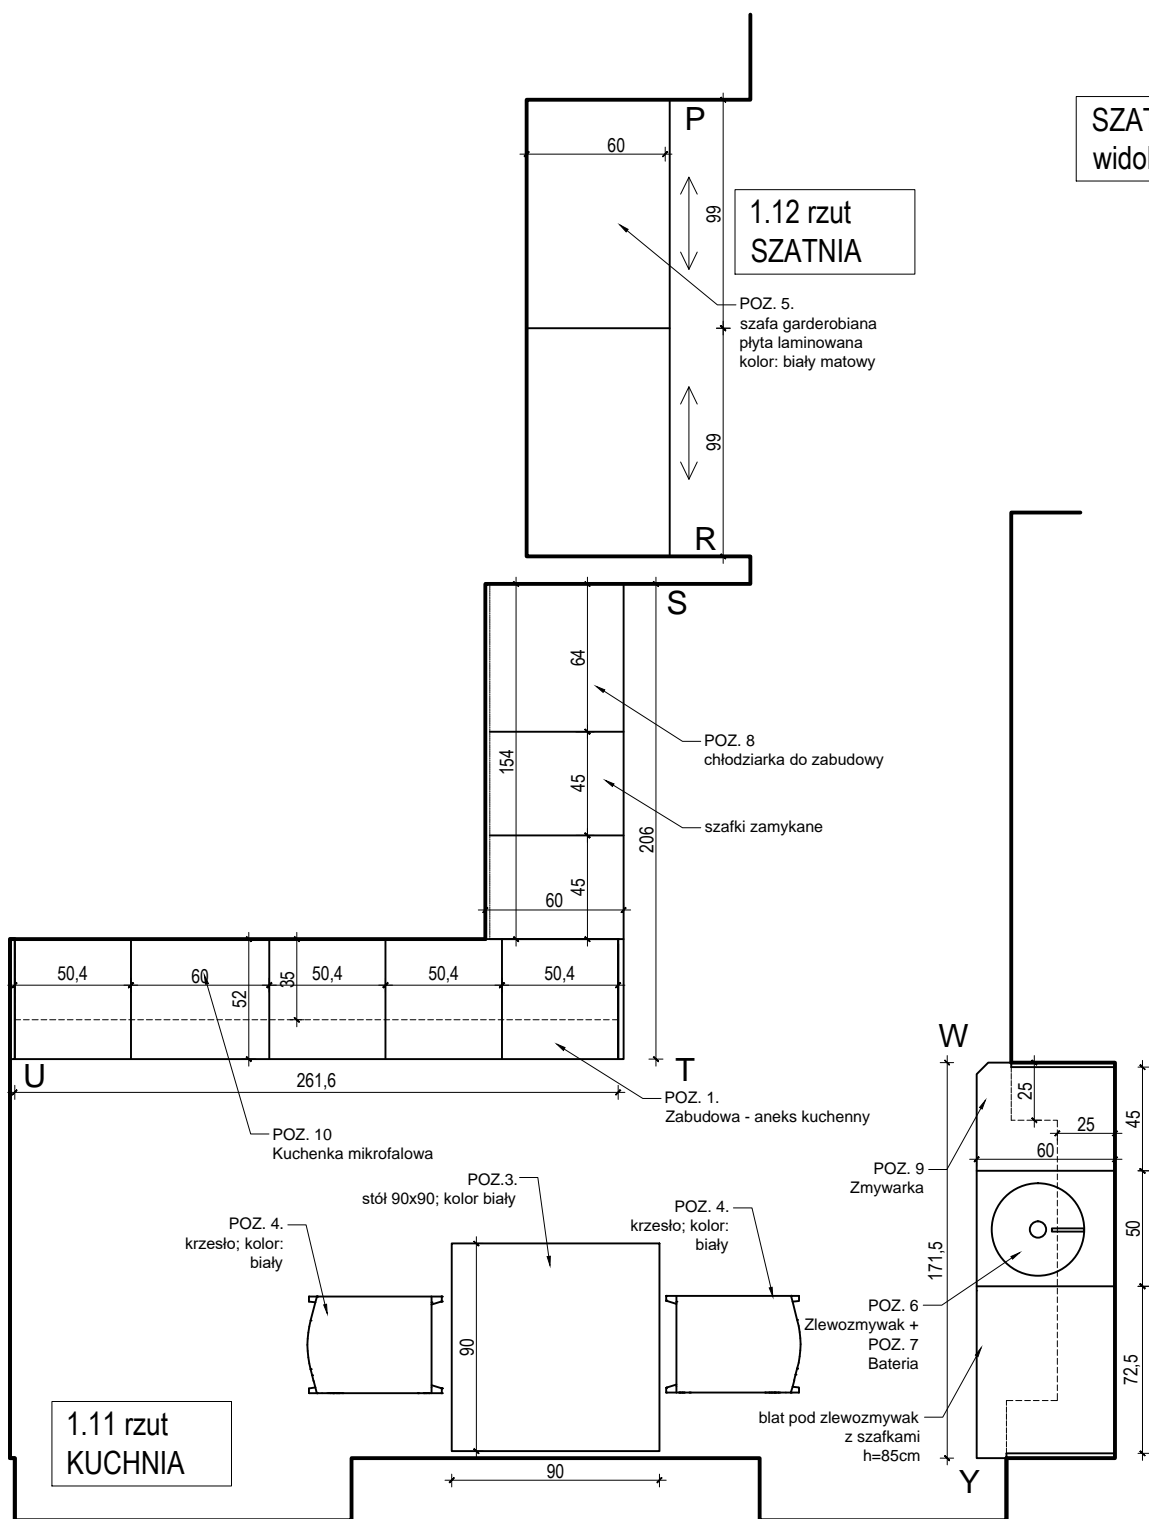 P
60
SZAT
widol
99
1.12 rzut
SZATNIA
POZ. 5.
szafa garderobiana
płyta laminowana
kolor: biały matowy
99
R
S
64
POZ. 8
chłodziarka do zabudowy
154
45
szafki zamykane
206
45
60
50,4
60
50,4
50,4
50,4
52
35
W
U
261,6
T
POZ. 1.
Zabudowa - aneks kuchenny
25
25
45
60
POZ. 10
Kuchenka mikrofalowa
POZ. 9
Zmywarka
POZ.3.
stół 90x90; kolor biały
POZ. 4.
krzesło; kolor:
biały
POZ. 4.
krzesło; kolor:
biały
50
171,5
POZ. 6
Zlewozmywak +
POZ. 7
Bateria
90
72,5
blat pod zlewozmywak
z szafkami
h=85cm
1.11 rzut
KUCHNIA
90
Y